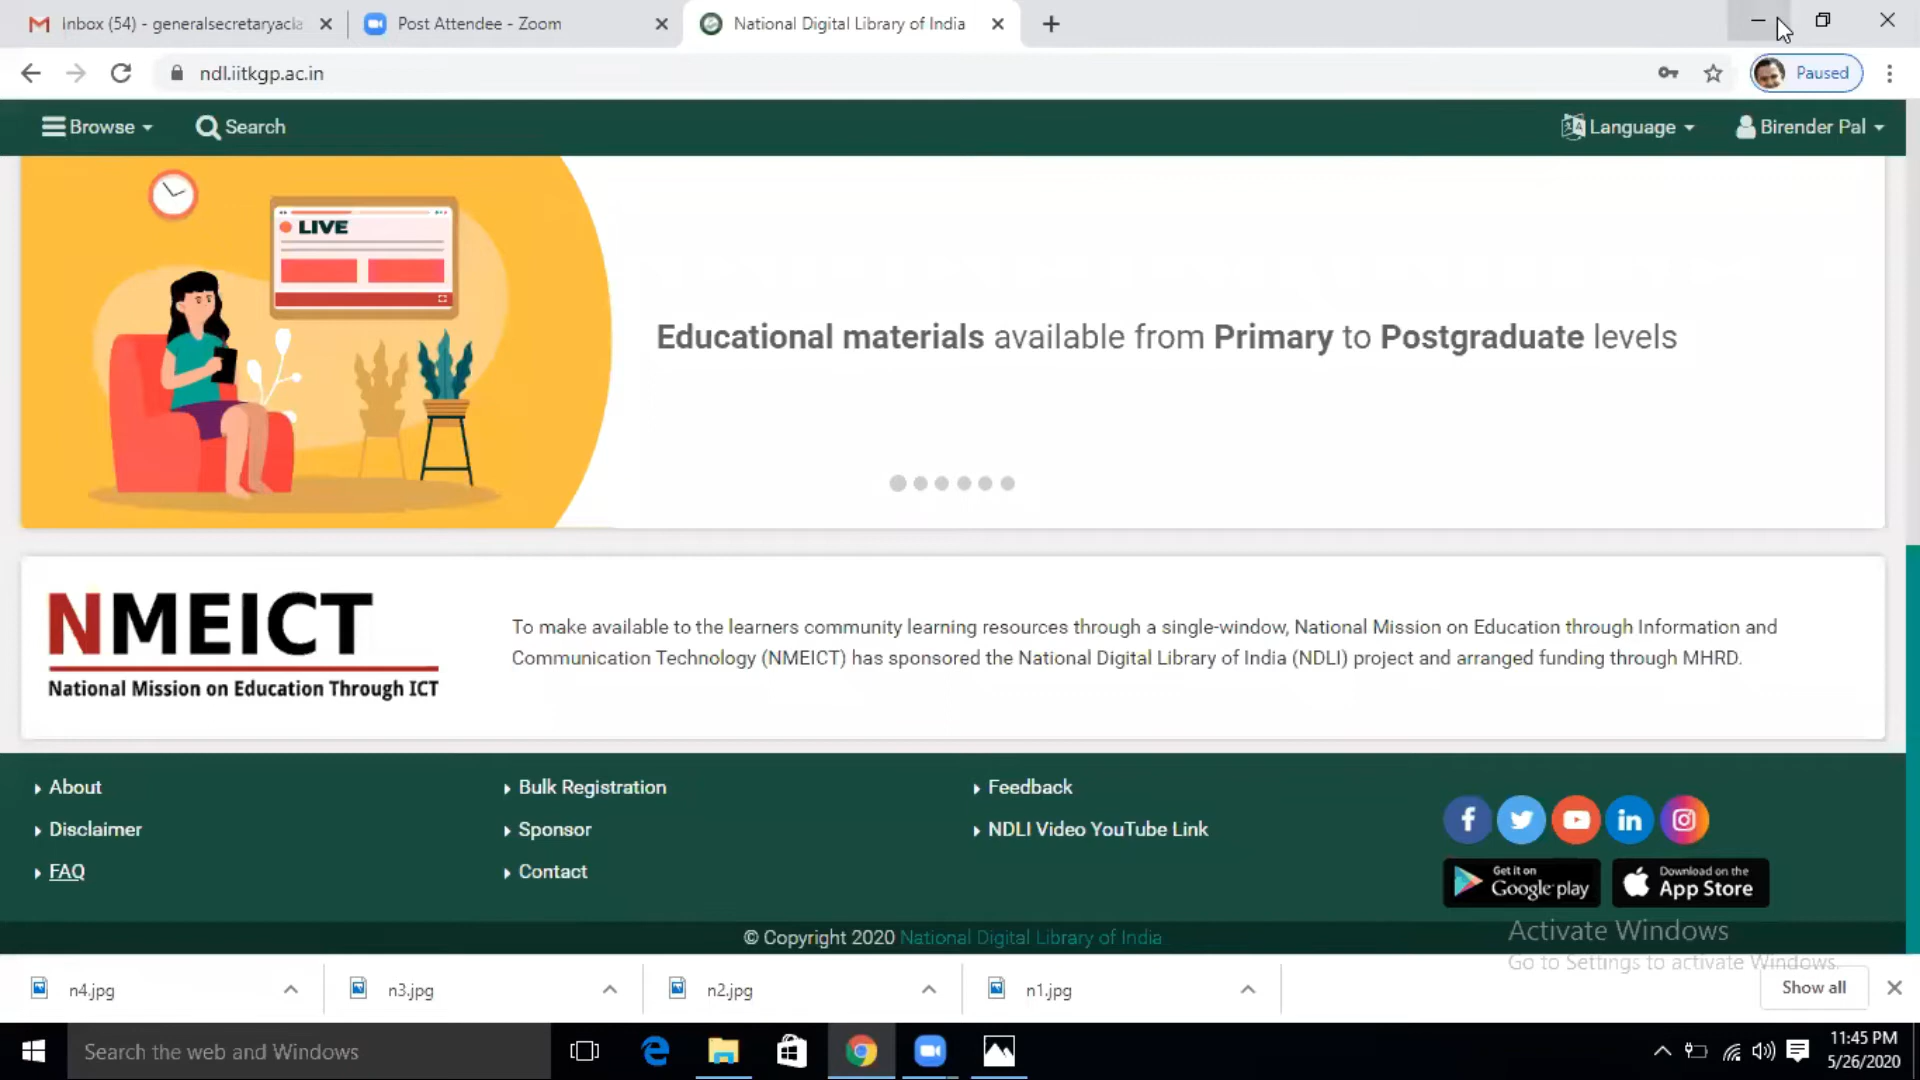 Inbox (54) - generalsecretaryacla
Post Attendee - Zoom
National Digital Library of India
ndl.iitkgp.ac.in
Paused
Browse
Search
Language
Birender Pal
LIVE
Educational materials available from Primary to Postgraduate levels
NMEICT
National Mission on Education Through ICT
To make available to the learners community learning resources through a single-window, National Mission on Education through Information and
Communication Technology (NMEICT) has sponsored the National Digital Library of India (NDLI) project and arranged funding through MHRD.
About
Bulk Registration
Feedback
Disclaimer
Sponsor
NDLI Video YouTube Link
FAQ
Contact
Get it on
Google play
Download on the
App Store
© Copyright 2020 National Digital Library of India
Activate Windows
Go to Settings to activate Windows.
n4.jpg
n3.jpg
n2.jpg
n1.jpg
Show all
Search the web and Windows
11:45 PM
5/26/2020